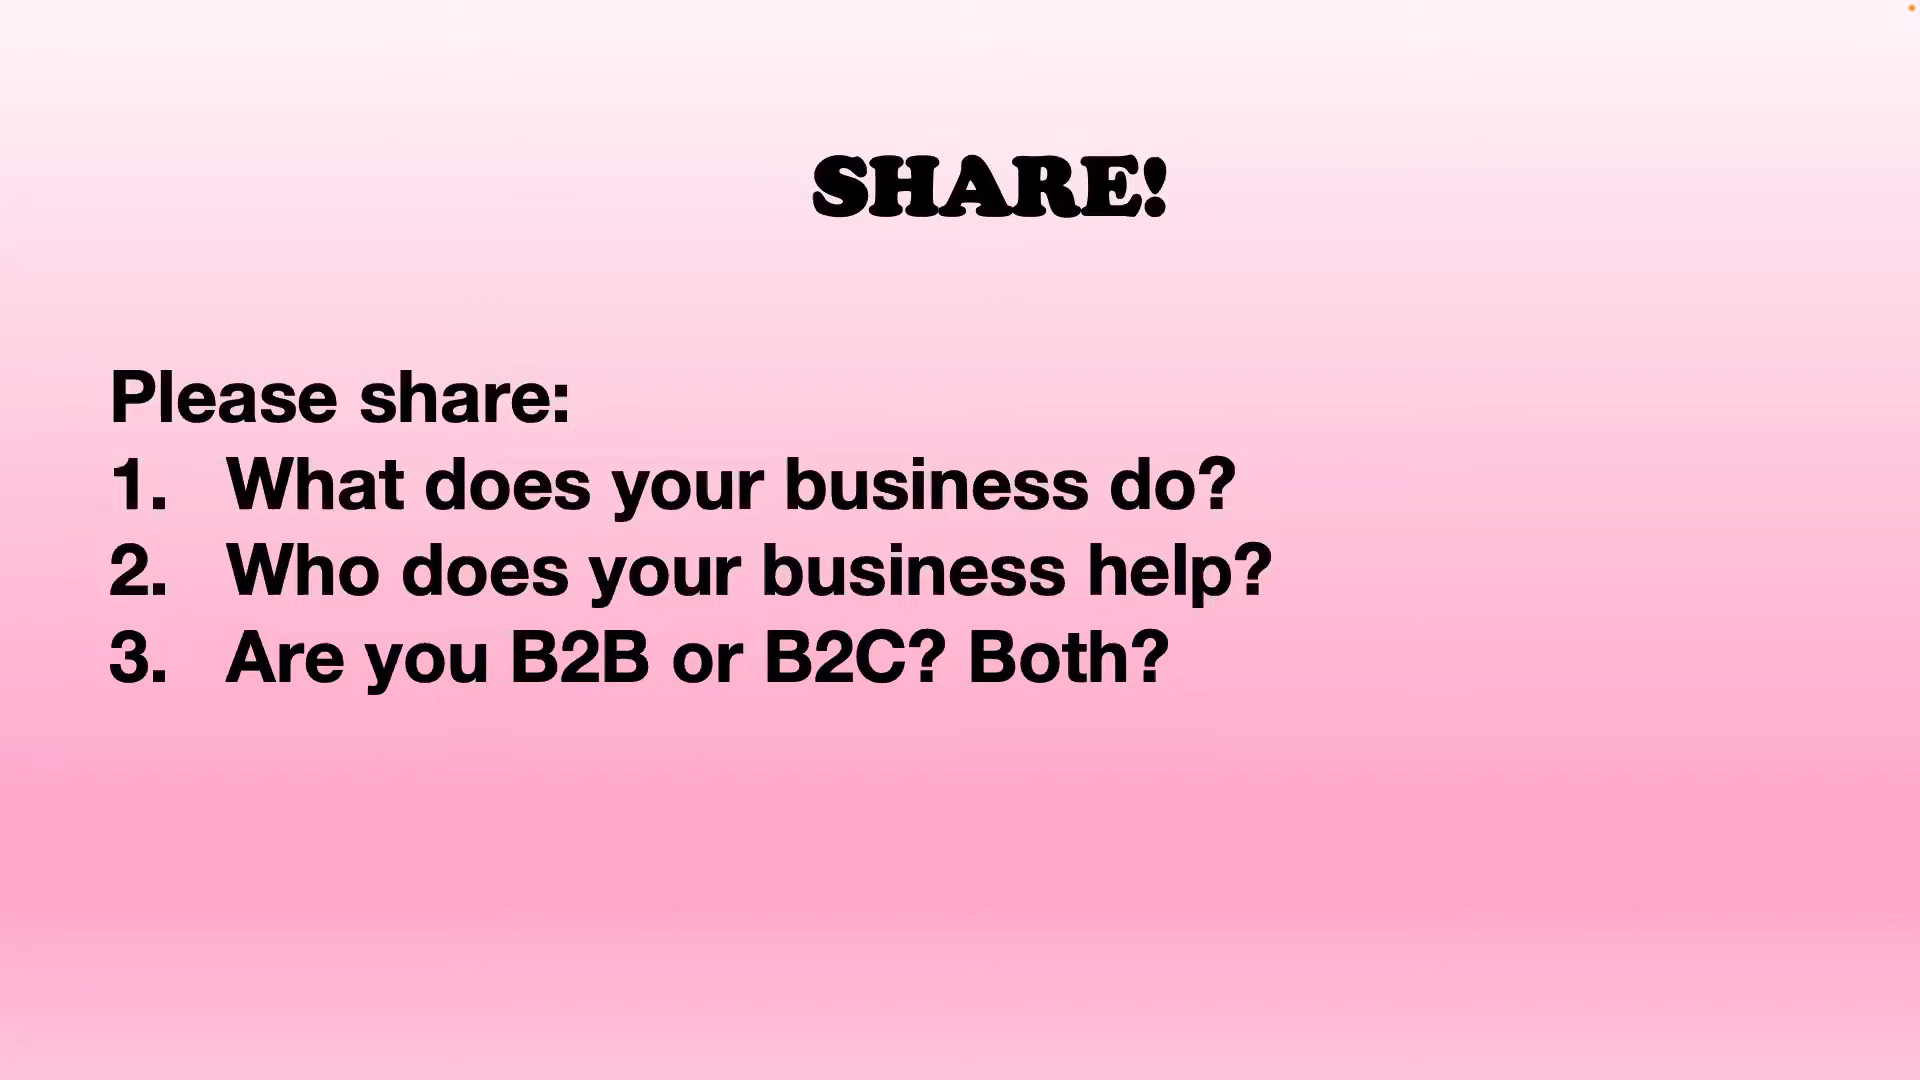 SHARE!
Please share:
1. What does your business do?
2. Who does your business help?
3. Are you B2B or B2C? Both?